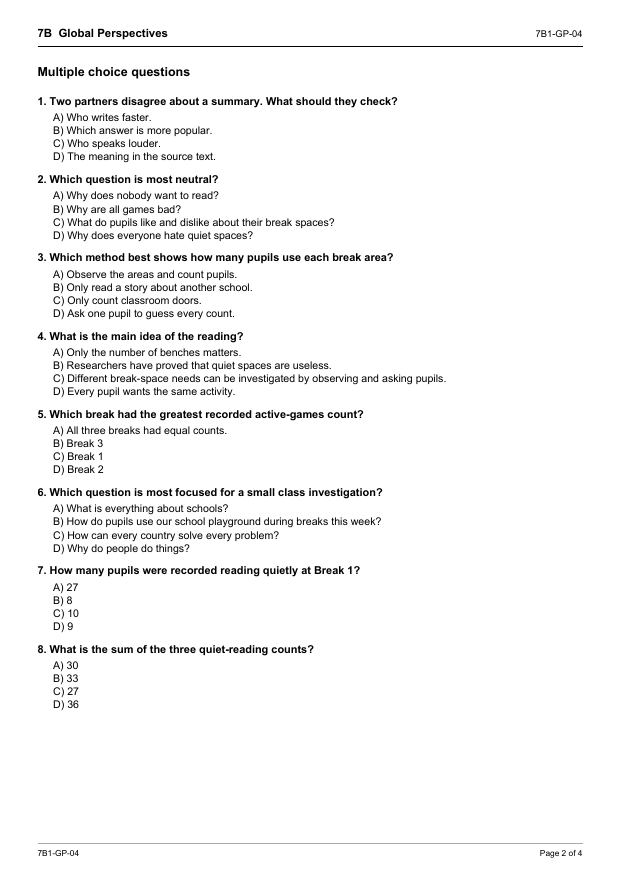 7B Global Perspectives
7B1-GP-04
Multiple choice questions
1. Two partners disagree about a summary. What should they check?
A) Who writes faster.
B) Which answer is more popular.
C) Who speaks louder.
D) The meaning in the source text.
2. Which question is most neutral?
A) Why does nobody want to read?
B) Why are all games bad?
C) What do pupils like and dislike about their break spaces?
D) Why does everyone hate quiet spaces?
3. Which method best shows how many pupils use each break area?
A) Observe the areas and count pupils.
B) Only read a story about another school.
C) Only count classroom doors.
D) Ask one pupil to guess every count.
4. What is the main idea of the reading?
A) Only the number of benches matters.
B) Researchers have proved that quiet spaces are useless.
C) Different break-space needs can be investigated by observing and asking pupils.
D) Every pupil wants the same activity.
5. Which break had the greatest recorded active-games count?
A) All three breaks had equal counts.
B) Break 3
C) Break 1
D) Break 2
6. Which question is most focused for a small class investigation?
A) What is everything about schools?
B) How do pupils use our school playground during breaks this week?
C) How can every country solve every problem?
D) Why do people do things?
7. How many pupils were recorded reading quietly at Break 1?
A) 27
B) 8
C) 10
D) 9
8. What is the sum of the three quiet-reading counts?
A) 30
B) 33
C) 27
D) 36
7B1-GP-04
Page 2 of 4